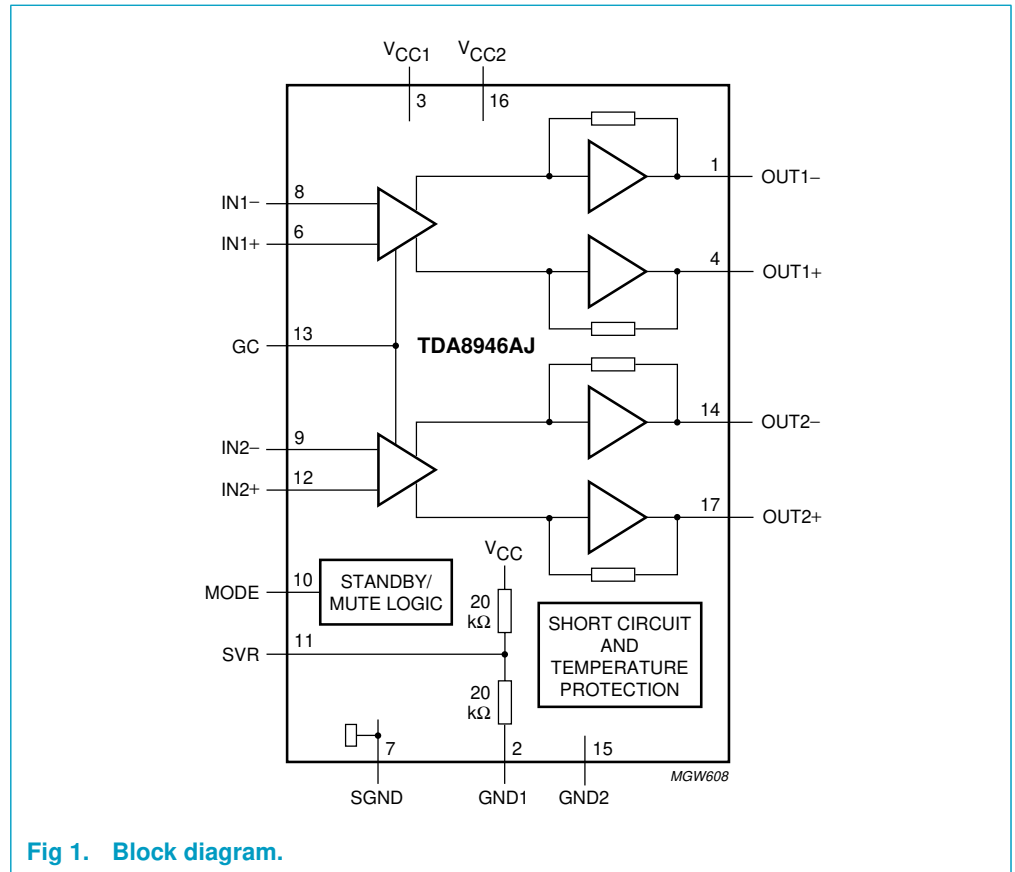 VCC1
VCC2
3
16
1
OUT1−
8
IN1−
6
IN1+
4
OUT1+
13
GC
TDA8946AJ
14
OUT2−
9
IN2−
12
IN2+
17
OUT2+
VCC
10
MODE
STANDBY/
MUTE LOGIC
20
kΩ
SHORT CIRCUIT
AND
TEMPERATURE
PROTECTION
11
SVR
20
kΩ
7
2
15
MGW608
SGND
GND1
GND2
Fig 1. Block diagram.